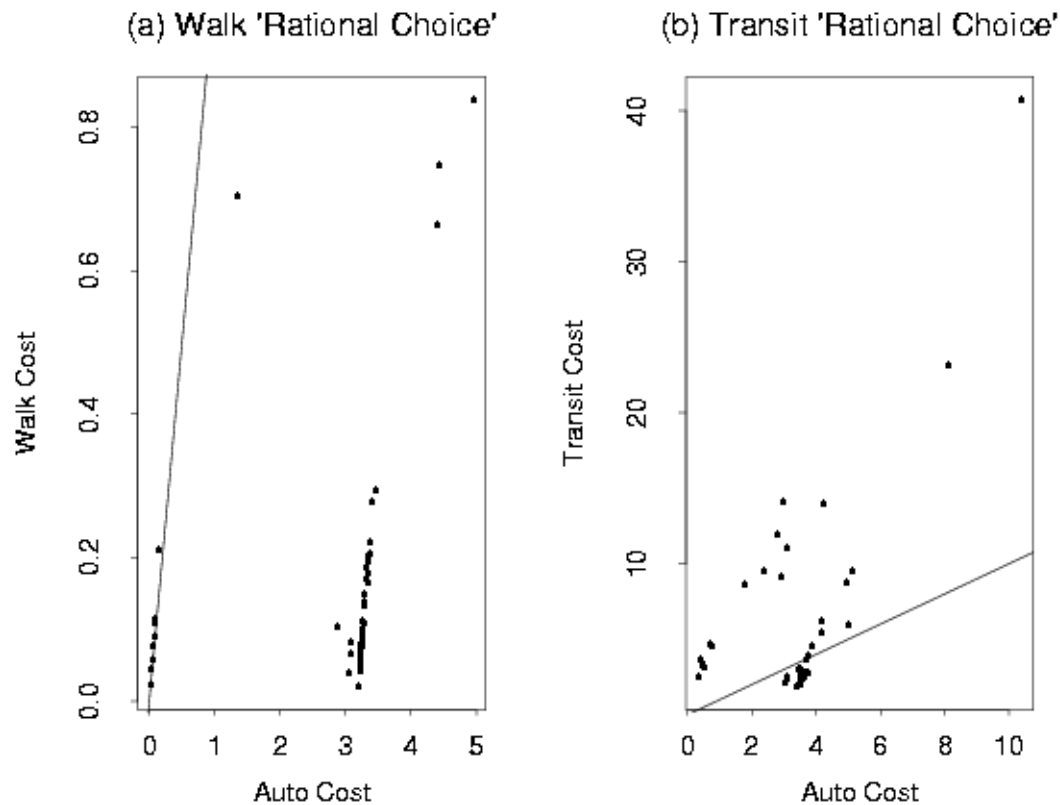 (a) Walk 'Rational Choice'
0.8
0.6
0.4
0.2
0.0
Walk Cost
0 1 2 3 4 5
Auto Cost
(b) Transit 'Rational Choice'
40
30
20
10
Transit Cost
0 2 4 6 8 10
Auto Cost